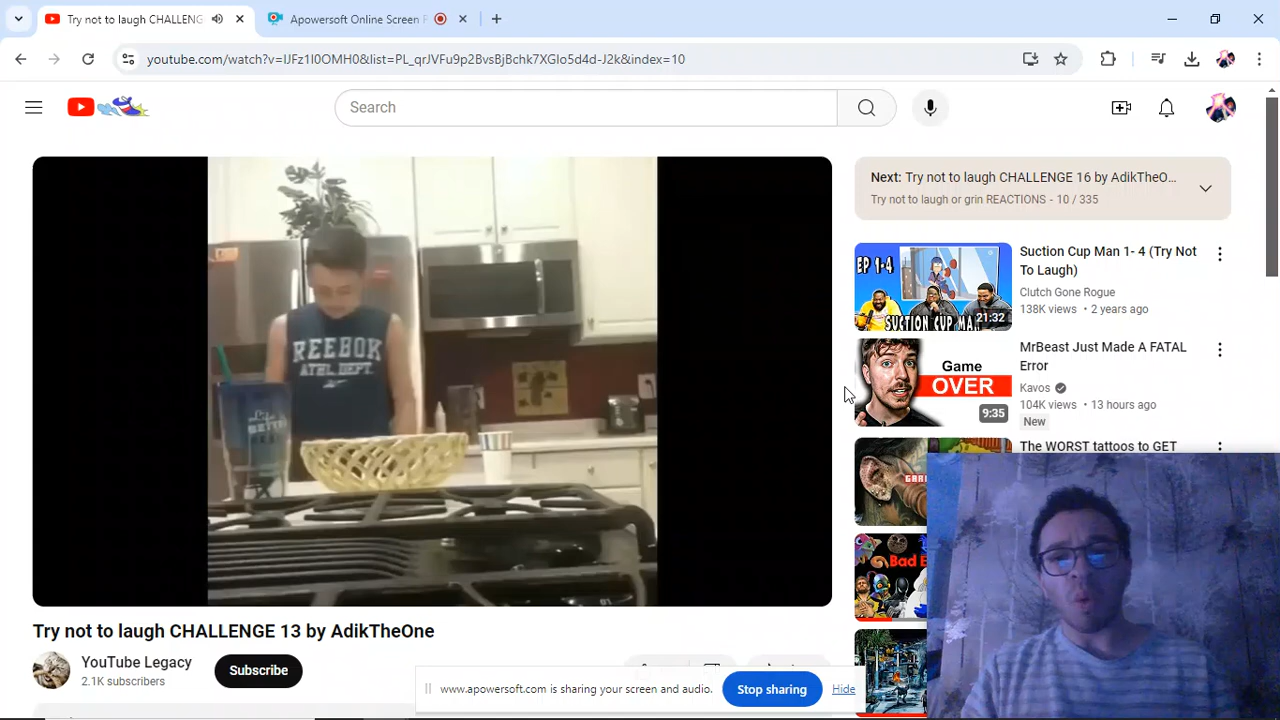 Try not to laugh CHALLENGE
Apowersoft Online Screen R
youtube.com/watch?v=IJFz1I0OMH0&list=PL_qrJVFu9p2BvsBjBchk7XGlo5d4d-J2k&index=10
Search
REEBOK
ATHL. DEPT.
Next: Try not to laugh CHALLENGE 16 by AdikTheO...
Try not to laugh or grin REACTIONS - 10 / 335
EP 1-4
SUCTION CUP MAN
21:32
Suction Cup Man 1- 4 (Try Not
To Laugh)
Clutch Gone Rogue
138K views • 2 years ago
Game
OVER
9:35
MrBeast Just Made A FATAL
Error
Kavos
104K views • 13 hours ago
New
The WORST tattoos to GET
Try not to laugh CHALLENGE 13 by AdikTheOne
YouTube Legacy
2.1K subscribers
Subscribe
www.apowersoft.com is sharing your screen and audio.
Stop sharing
Hide